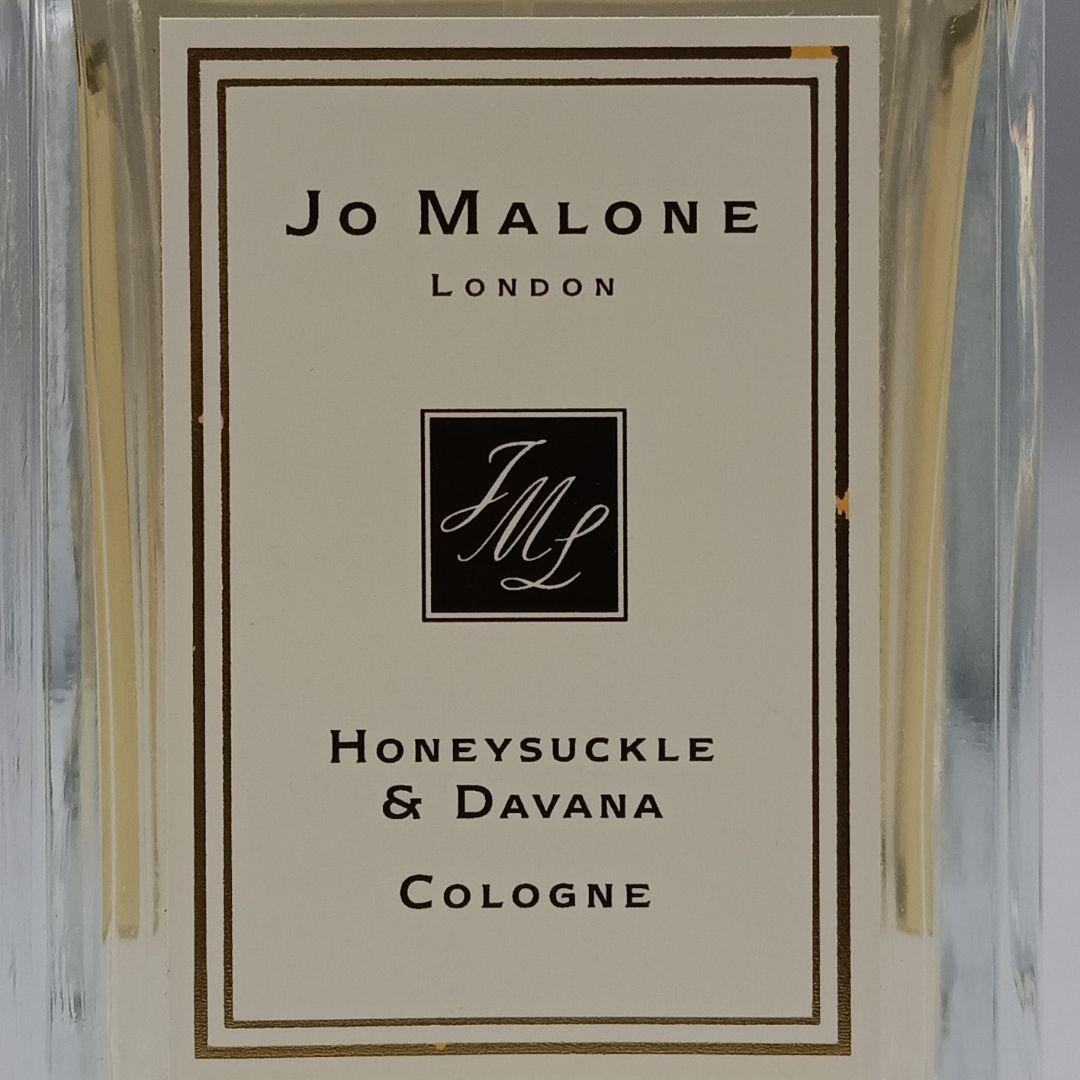 Jo Malone
London
JML
Honeysuckle
& Davana
Cologne